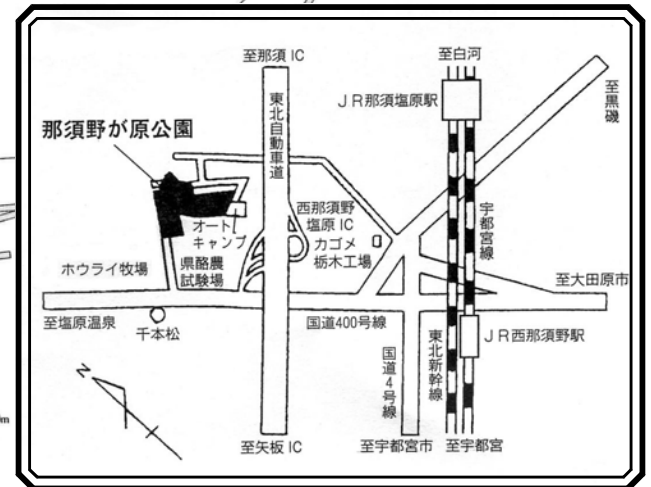 至那須IC
至白河
東北自動車道
JR那須塩原駅
至黒磯
那須野が原公園
オート
キャンプ
西那須野
塩原IC
カゴメ
栃木工場
宇都宮線
ホウライ牧場
県酪農
試験場
至大田原市
至塩原温泉
千本松
国道400号線
国道4号線
東北新幹線
JR西那須野駅
N
至矢板IC
至宇都宮市
至宇都宮
m